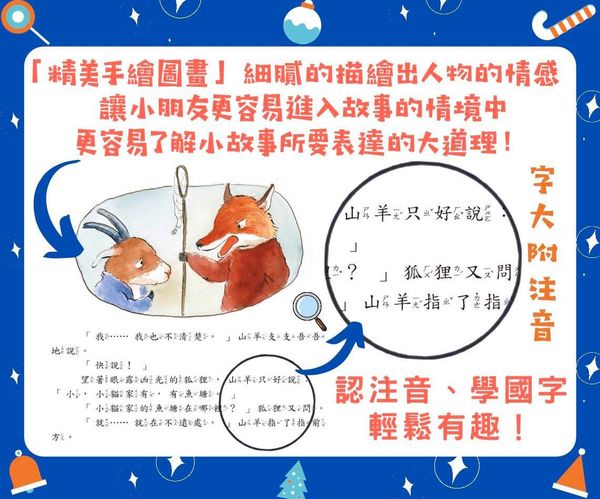 「精美手繪圖畫」 細膩的描繪出人物的情感
讓小朋友更容易進入故事的情境中
更容易了解小故事所要表達的大道理！
山羊只好說，
」
？ 」 狐狸又問
」 山羊指了指
字大附注音
「我⋯⋯我也不清楚。」山羊支支吾吾
地說。
「快說！」
望著眼露凶光的狐狸，山羊只好說，
「小，小貓家有，有魚塘」
「小貓家的魚塘在哪裡？」狐狸又問。
「就⋯⋯就在不遠處。」山羊指了指前
方。
認注音、學國字
輕鬆有趣！